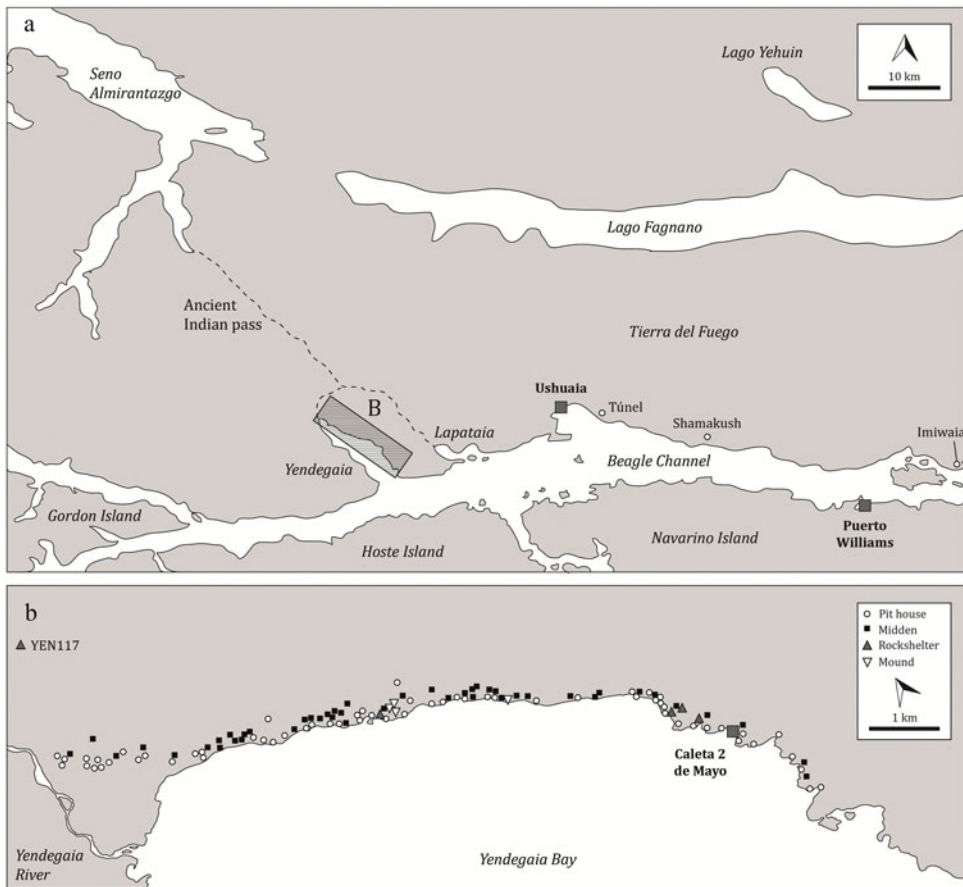 a
Seno
Almirantazgo
Lago Yehuin
10 km
Lago Fagnano
Ancient
Indian pass
Tierra del Fuego
Ushuaia
B
Túnel
Lapataia
Shamakush
Imiwaia
Yendegaia
Beagle Channel
Gordon Island
Hoste Island
Navarino Island
Puerto
Williams
b
Pit house
Midden
Rockshelter
Mound
YEN117
1 km
Caleta 2
de Mayo
Yendegaia
River
Yendegaia Bay